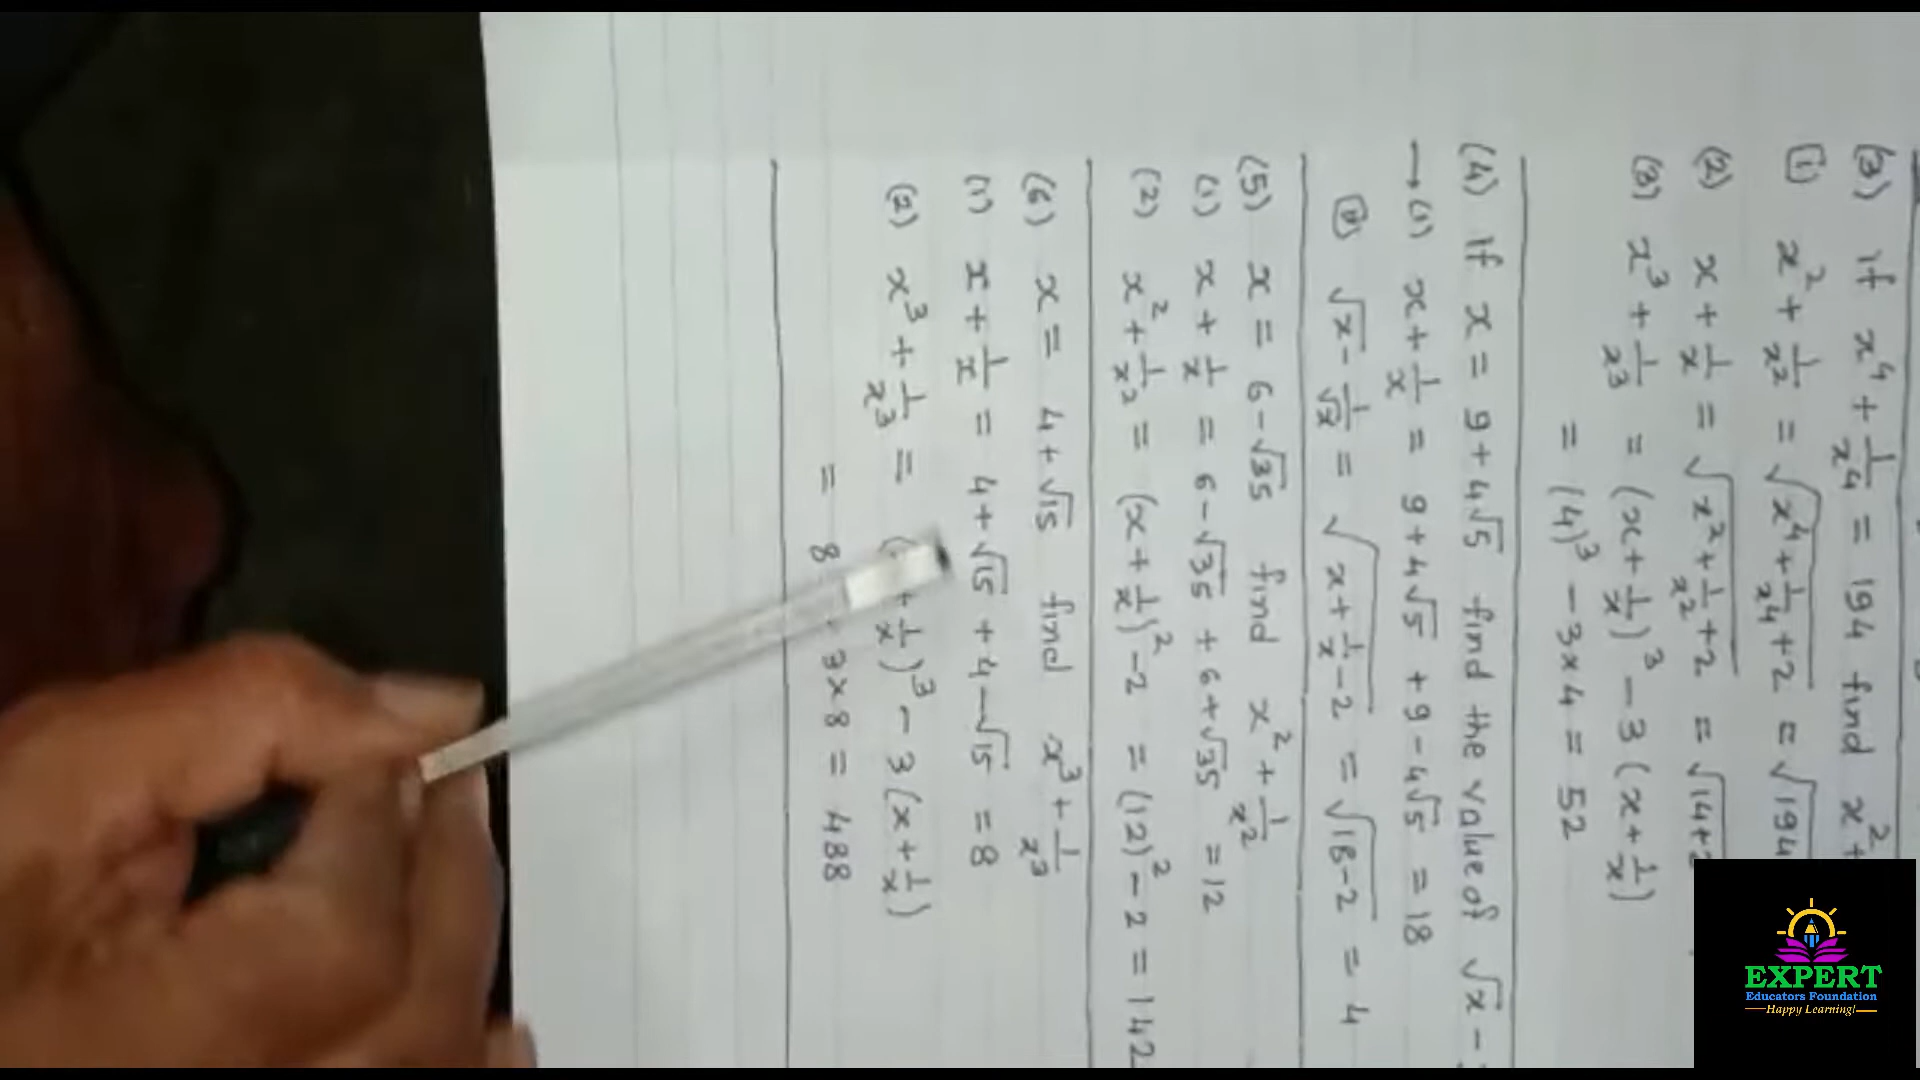 (3) if x⁴ + 1/x⁴ = 194 find x² +
(1) x² + 1/x² = √(x⁴ + 1/x⁴ + 2) = √194
(2) x + 1/x = √(x² + 1/x² + 2) = √14+
(3) x³ + 1/x³ = (x + 1/x)³ - 3(x + 1/x)
= (4)³ - 3×4 = 52
(4) If x = 9+4√5 find the value of √x -
→ (1) x + 1/x = 9+4√5 + 9-4√5 = 18
(2) √x - 1/√x = √(x + 1/x - 2) = √(18-2) = 4
(5) x = 6-√35 find x² + 1/x²
(1) x + 1/x = 6-√35 + 6+√35 = 12
(2) x² + 1/x² = (x + 1/x)² - 2 = (12)² - 2 = 142
(6) x = 4+√15 find x³ + 1/x³
(1) x + 1/x = 4+√15 + 4-√15 = 8
(2) x³ + 1/x³ = ( + 1/x)³ - 3(x + 1/x)
= 8 - 3×8 = 488
EXPERT
Educators Foundation
Happy Learning!